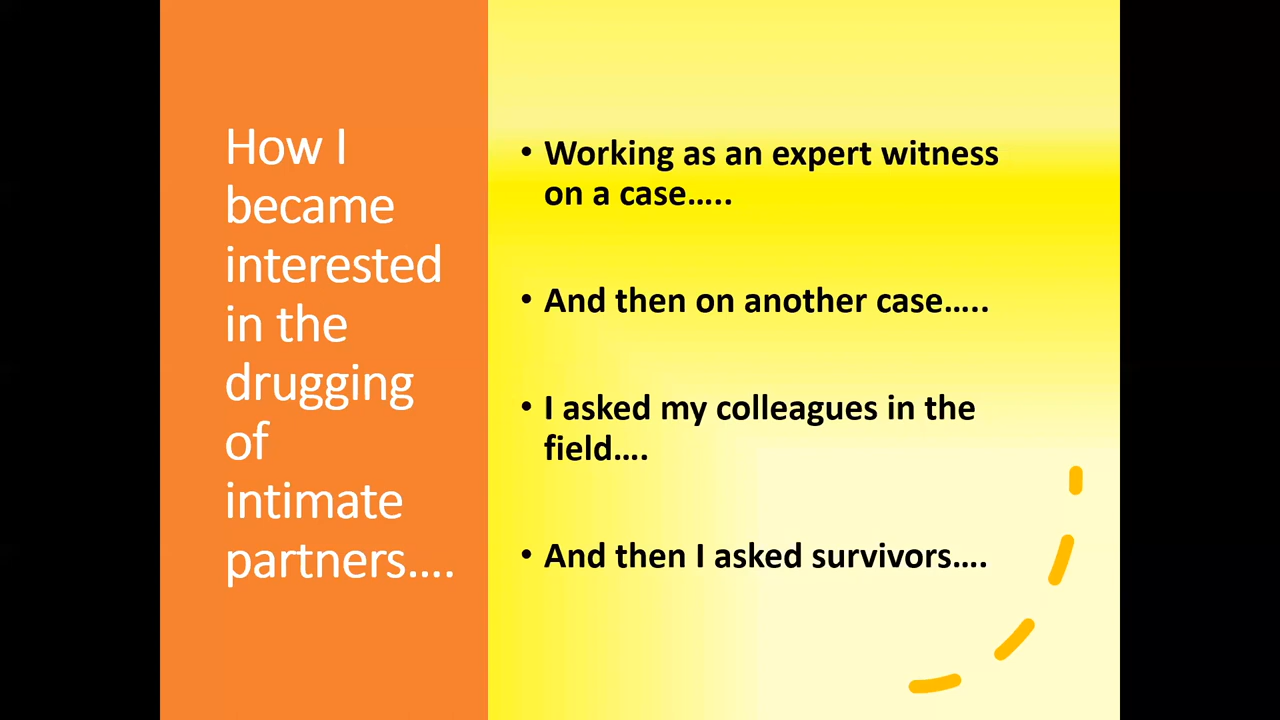 How I
became
interested
in the
drugging
of
intimate
partners....
• Working as an expert witness
on a case.....
• And then on another case.....
• I asked my colleagues in the
field....
• And then I asked survivors....